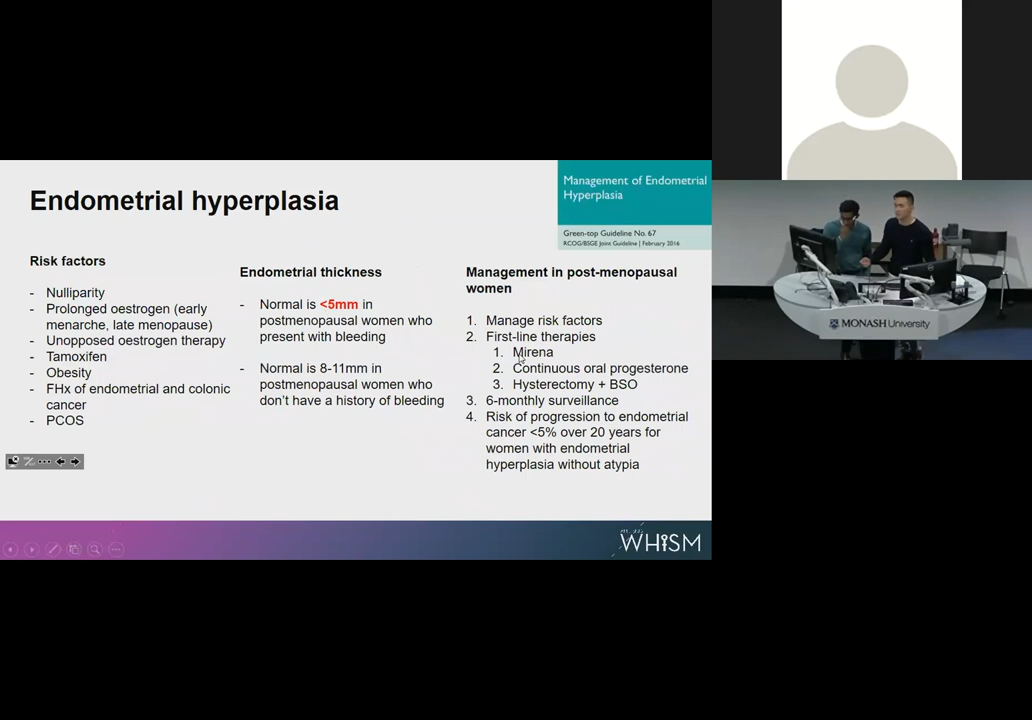 Endometrial hyperplasia
Management of Endometrial
Hyperplasia
Green-top Guideline No. 67
RCOG/BSGE Joint Guideline | February 2016
Risk factors
- Nulliparity
- Prolonged oestrogen (early
menarche, late menopause)
- Unopposed oestrogen therapy
- Tamoxifen
- Obesity
- FHx of endometrial and colonic
cancer
- PCOS
Endometrial thickness
- Normal is <5mm in
postmenopausal women who
present with bleeding
- Normal is 8-11mm in
postmenopausal women who
don't have a history of bleeding
Management in post-menopausal
women
1. Manage risk factors
2. First-line therapies
1. Mirena
2. Continuous oral progesterone
3. Hysterectomy + BSO
3. 6-monthly surveillance
4. Risk of progression to endometrial
cancer <5% over 20 years for
women with endometrial
hyperplasia without atypia
WHISM
MONASH University